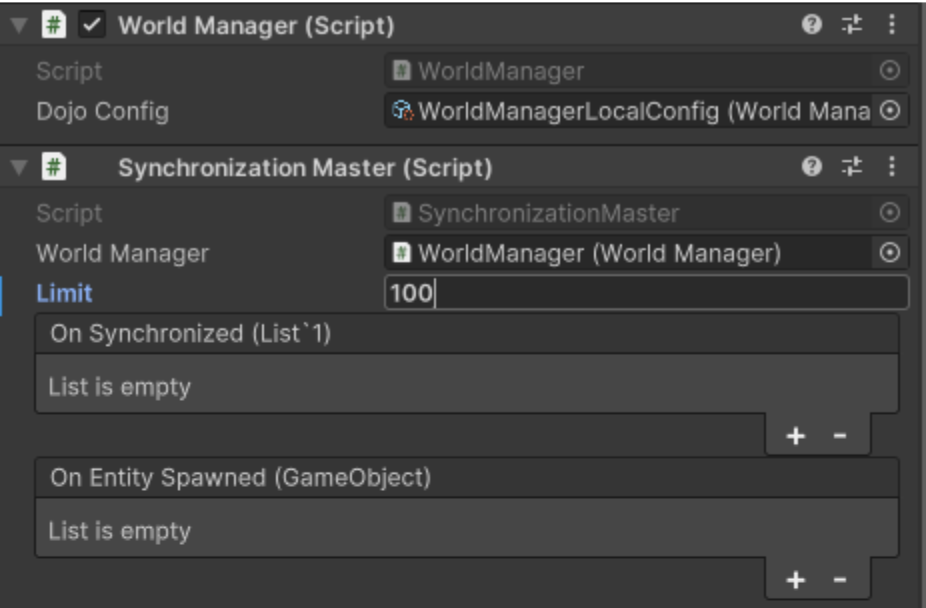 World Manager (Script)
Script WorldManager
Dojo Config WorldManagerLocalConfig (World Mana
Synchronization Master (Script)
Script SynchronizationMaster
World Manager WorldManager (World Manager)
Limit 100
On Synchronized (List`1)
List is empty
+ -
On Entity Spawned (GameObject)
List is empty
+ -